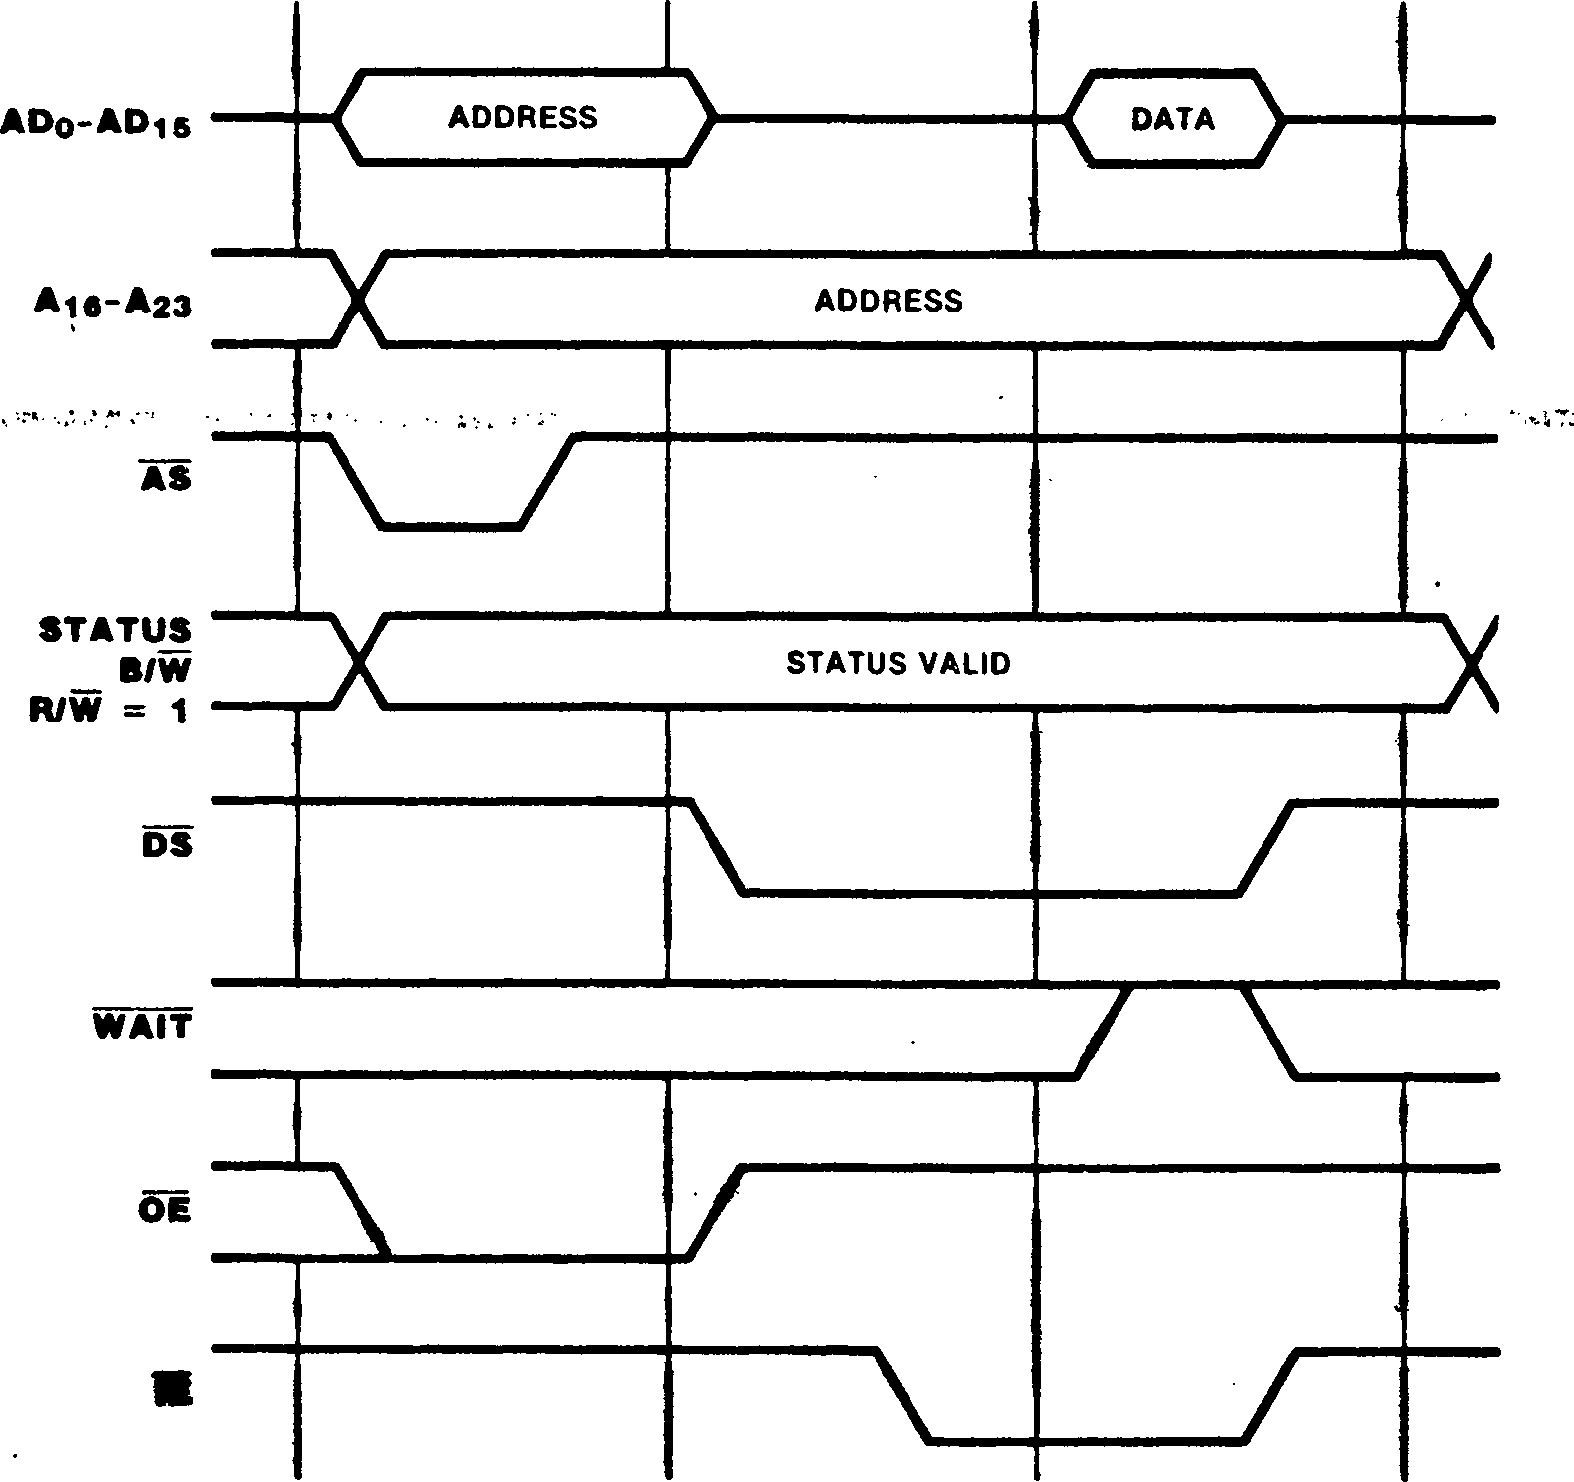 AD0-AD15
ADDRESS
DATA
A16-A23
ADDRESS
AS
STATUS
B/W
R/W = 1
STATUS VALID
DS
WAIT
OE